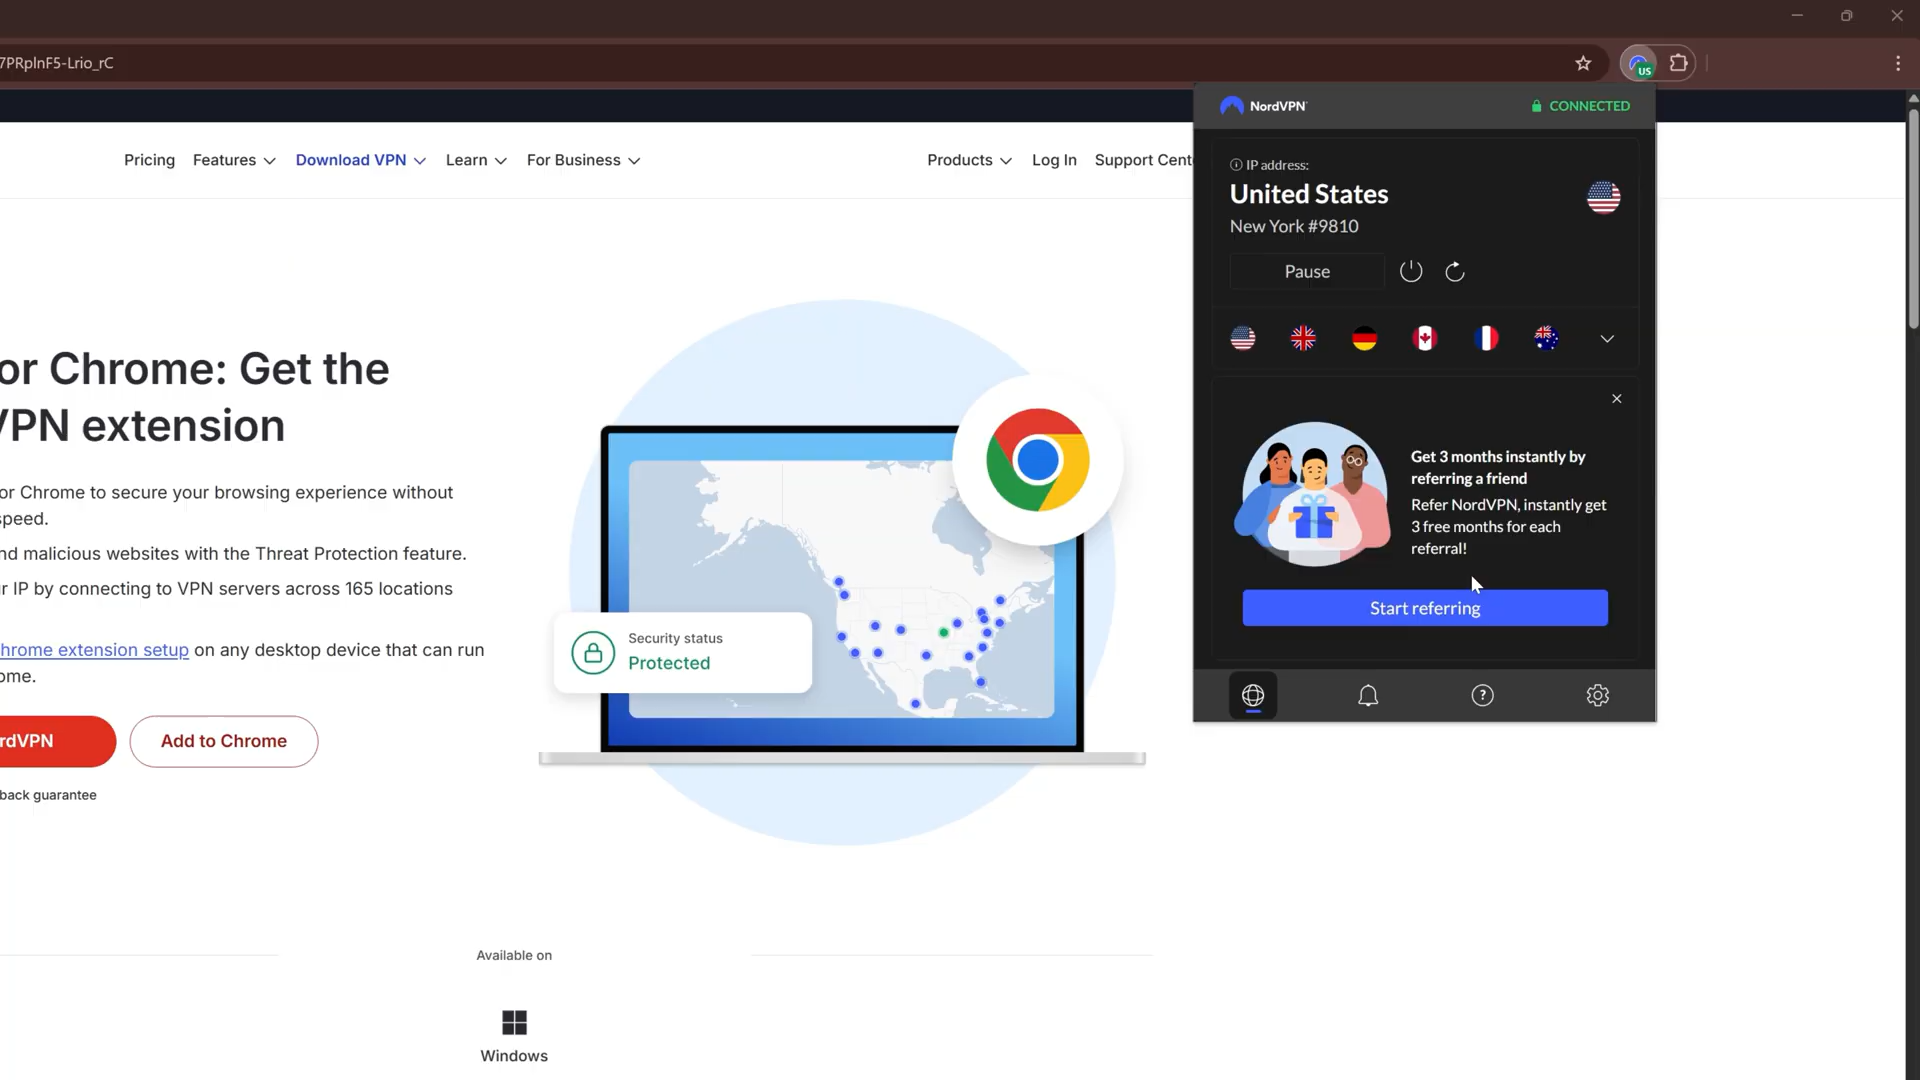 7PRplnF5-Lrio_rC
US
Pricing
Features
Download VPN
Learn
For Business
Products
Log In
Support Cent
or Chrome: Get the
VPN extension
or Chrome to secure your browsing experience without
speed.
nd malicious websites with the Threat Protection feature.
r IP by connecting to VPN servers across 165 locations
hrome extension setup on any desktop device that can run
ome.
rdVPN
Add to Chrome
back guarantee
Security status
Protected
Available on
Windows
NordVPN
CONNECTED
IP address:
United States
New York #9810
Pause
Get 3 months instantly by
referring a friend
Refer NordVPN, instantly get
3 free months for each
referral!
Start referring